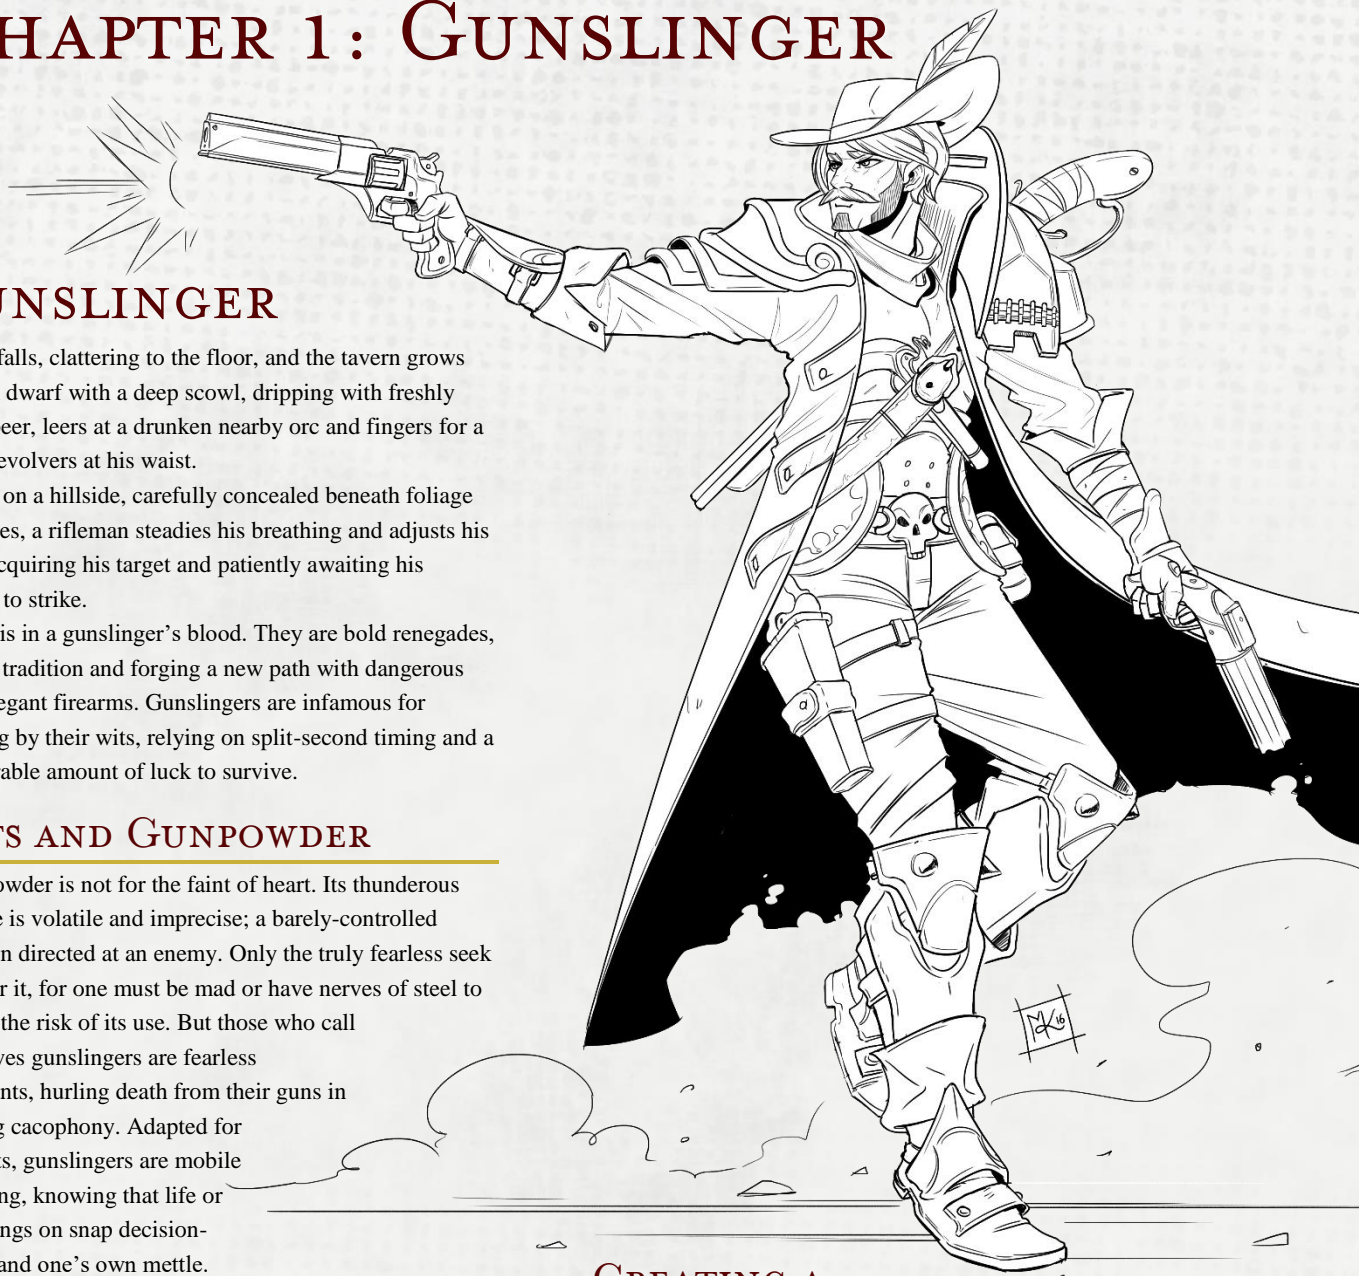 HAPTER 1: GUNSLINGER
UNSLINGER
falls, clattering to the floor, and the tavern grows
dwarf with a deep scowl, dripping with freshly
eer, leers at a drunken nearby orc and fingers for a
evolvers at his waist.
on a hillside, carefully concealed beneath foliage
es, a rifleman steadies his breathing and adjusts his
cquiring his target and patiently awaiting his
to strike.
is in a gunslinger’s blood. They are bold renegades,
tradition and forging a new path with dangerous
egant firearms. Gunslingers are infamous for
g by their wits, relying on split-second timing and a
rable amount of luck to survive.
TS AND GUNPOWDER
owder is not for the faint of heart. Its thunderous
e is volatile and imprecise; a barely-controlled
n directed at an enemy. Only the truly fearless seek
r it, for one must be mad or have nerves of steel to
the risk of its use. But those who call
ves gunslingers are fearless
nts, hurling death from their guns in
g cacophony. Adapted for
ts, gunslingers are mobile
ng, knowing that life or
ngs on snap decision-
and one’s own mettle.
MK 16
CREATING A